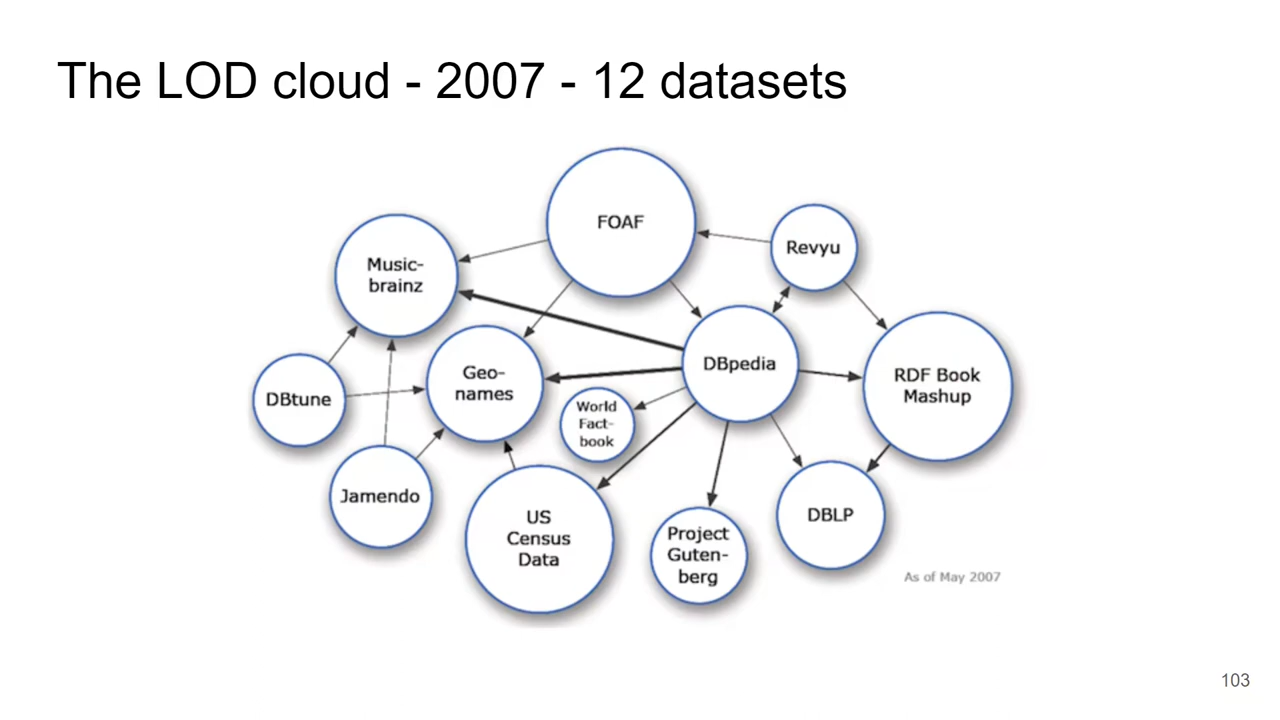 The LOD cloud - 2007 - 12 datasets
FOAF
Revyu
Music-
brainz
DBpedia
RDF Book
Mashup
Geo-
names
DBtune
World
Fact-
book
Jamendo
US
Census
Data
Project
Guten-
berg
DBLP
As of May 2007
103